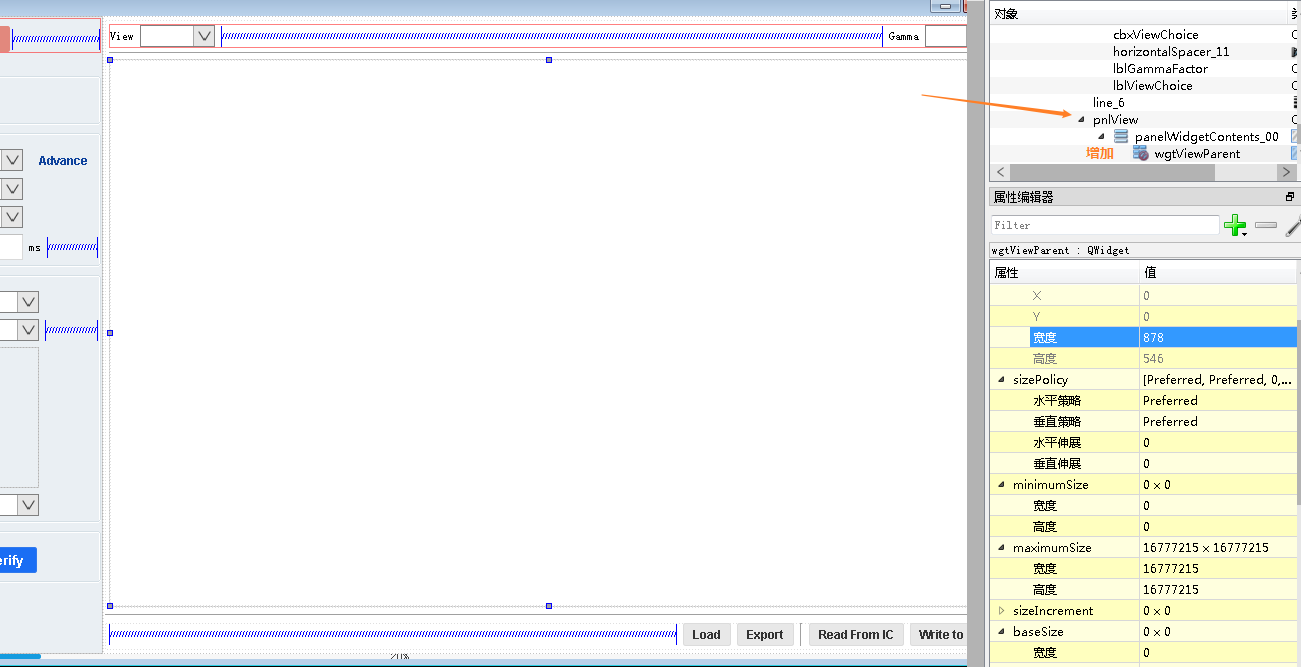 View
Gamma
Advance
ms
erify
Load
Export
Read From IC
Write to
20%
对象
cbxViewChoice
horizontalSpacer_11
lblGammaFactor
lblViewChoice
line_6
pnlView
panelWidgetContents_00
增加
wgtViewParent
属性编辑器
Filter
wgtViewParent : QWidget
属性 值
X 0
Y 0
宽度 878
高度 546
sizePolicy [Preferred, Preferred, 0,...
水平策略 Preferred
垂直策略 Preferred
水平伸展 0
垂直伸展 0
minimumSize 0 × 0
宽度 0
高度 0
maximumSize 16777215 × 16777215
宽度 16777215
高度 16777215
sizeIncrement 0 × 0
baseSize 0 × 0
宽度 0